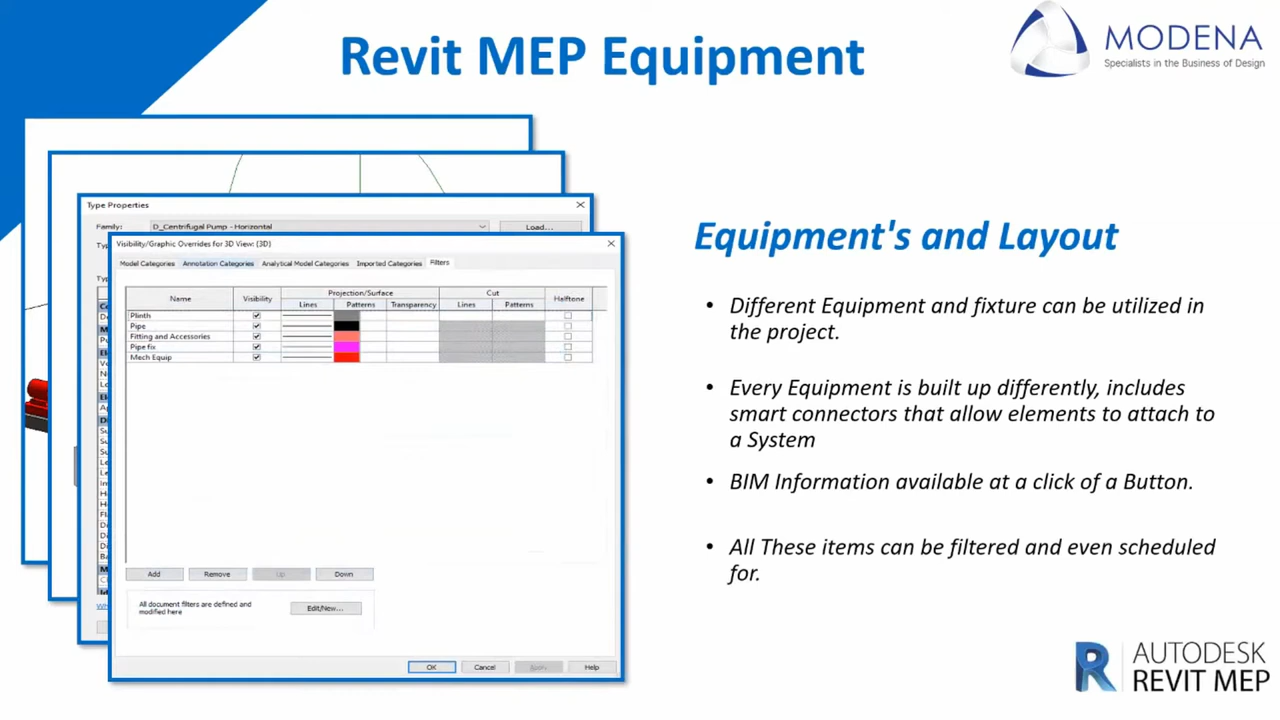 Revit MEP Equipment
MODENA
Specialists in the Business of Design
Type Properties
Family:
D_Centrifugal Pump - Horizontal
Load...
Visibility/Graphic Overrides for 3D View: {3D}
Model Categories
Annotation Categories
Analytical Model Categories
Imported Categories
Filters
Name
Visibility
Projection/Surface
Cut
Halftone
Lines
Patterns
Transparency
Lines
Patterns
Plinth
Pipe
Fitting and Accessories
Pipe fix
Mech Equip
Add
Remove
Up
Down
All document filters are defined and
modified here
Edit/New...
OK
Cancel
Apply
Help
Equipment's and Layout
• Different Equipment and fixture can be utilized in
the project.
• Every Equipment is built up differently, includes
smart connectors that allow elements to attach to
a System
• BIM Information available at a click of a Button.
• All These items can be filtered and even scheduled
for.
AUTODESK
REVIT MEP